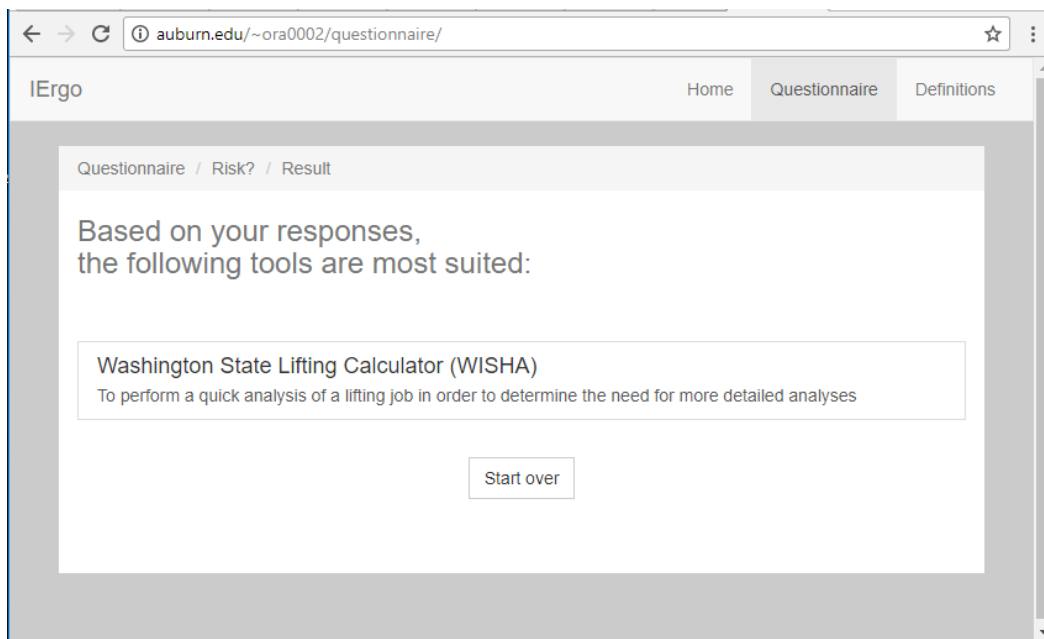 auburn.edu/~ora0002/questionnaire/
IErgo Home Questionnaire Definitions
Questionnaire / Risk? / Result
Based on your responses,
the following tools are most suited:
Washington State Lifting Calculator (WISHA)
To perform a quick analysis of a lifting job in order to determine the need for more detailed analyses
Start over